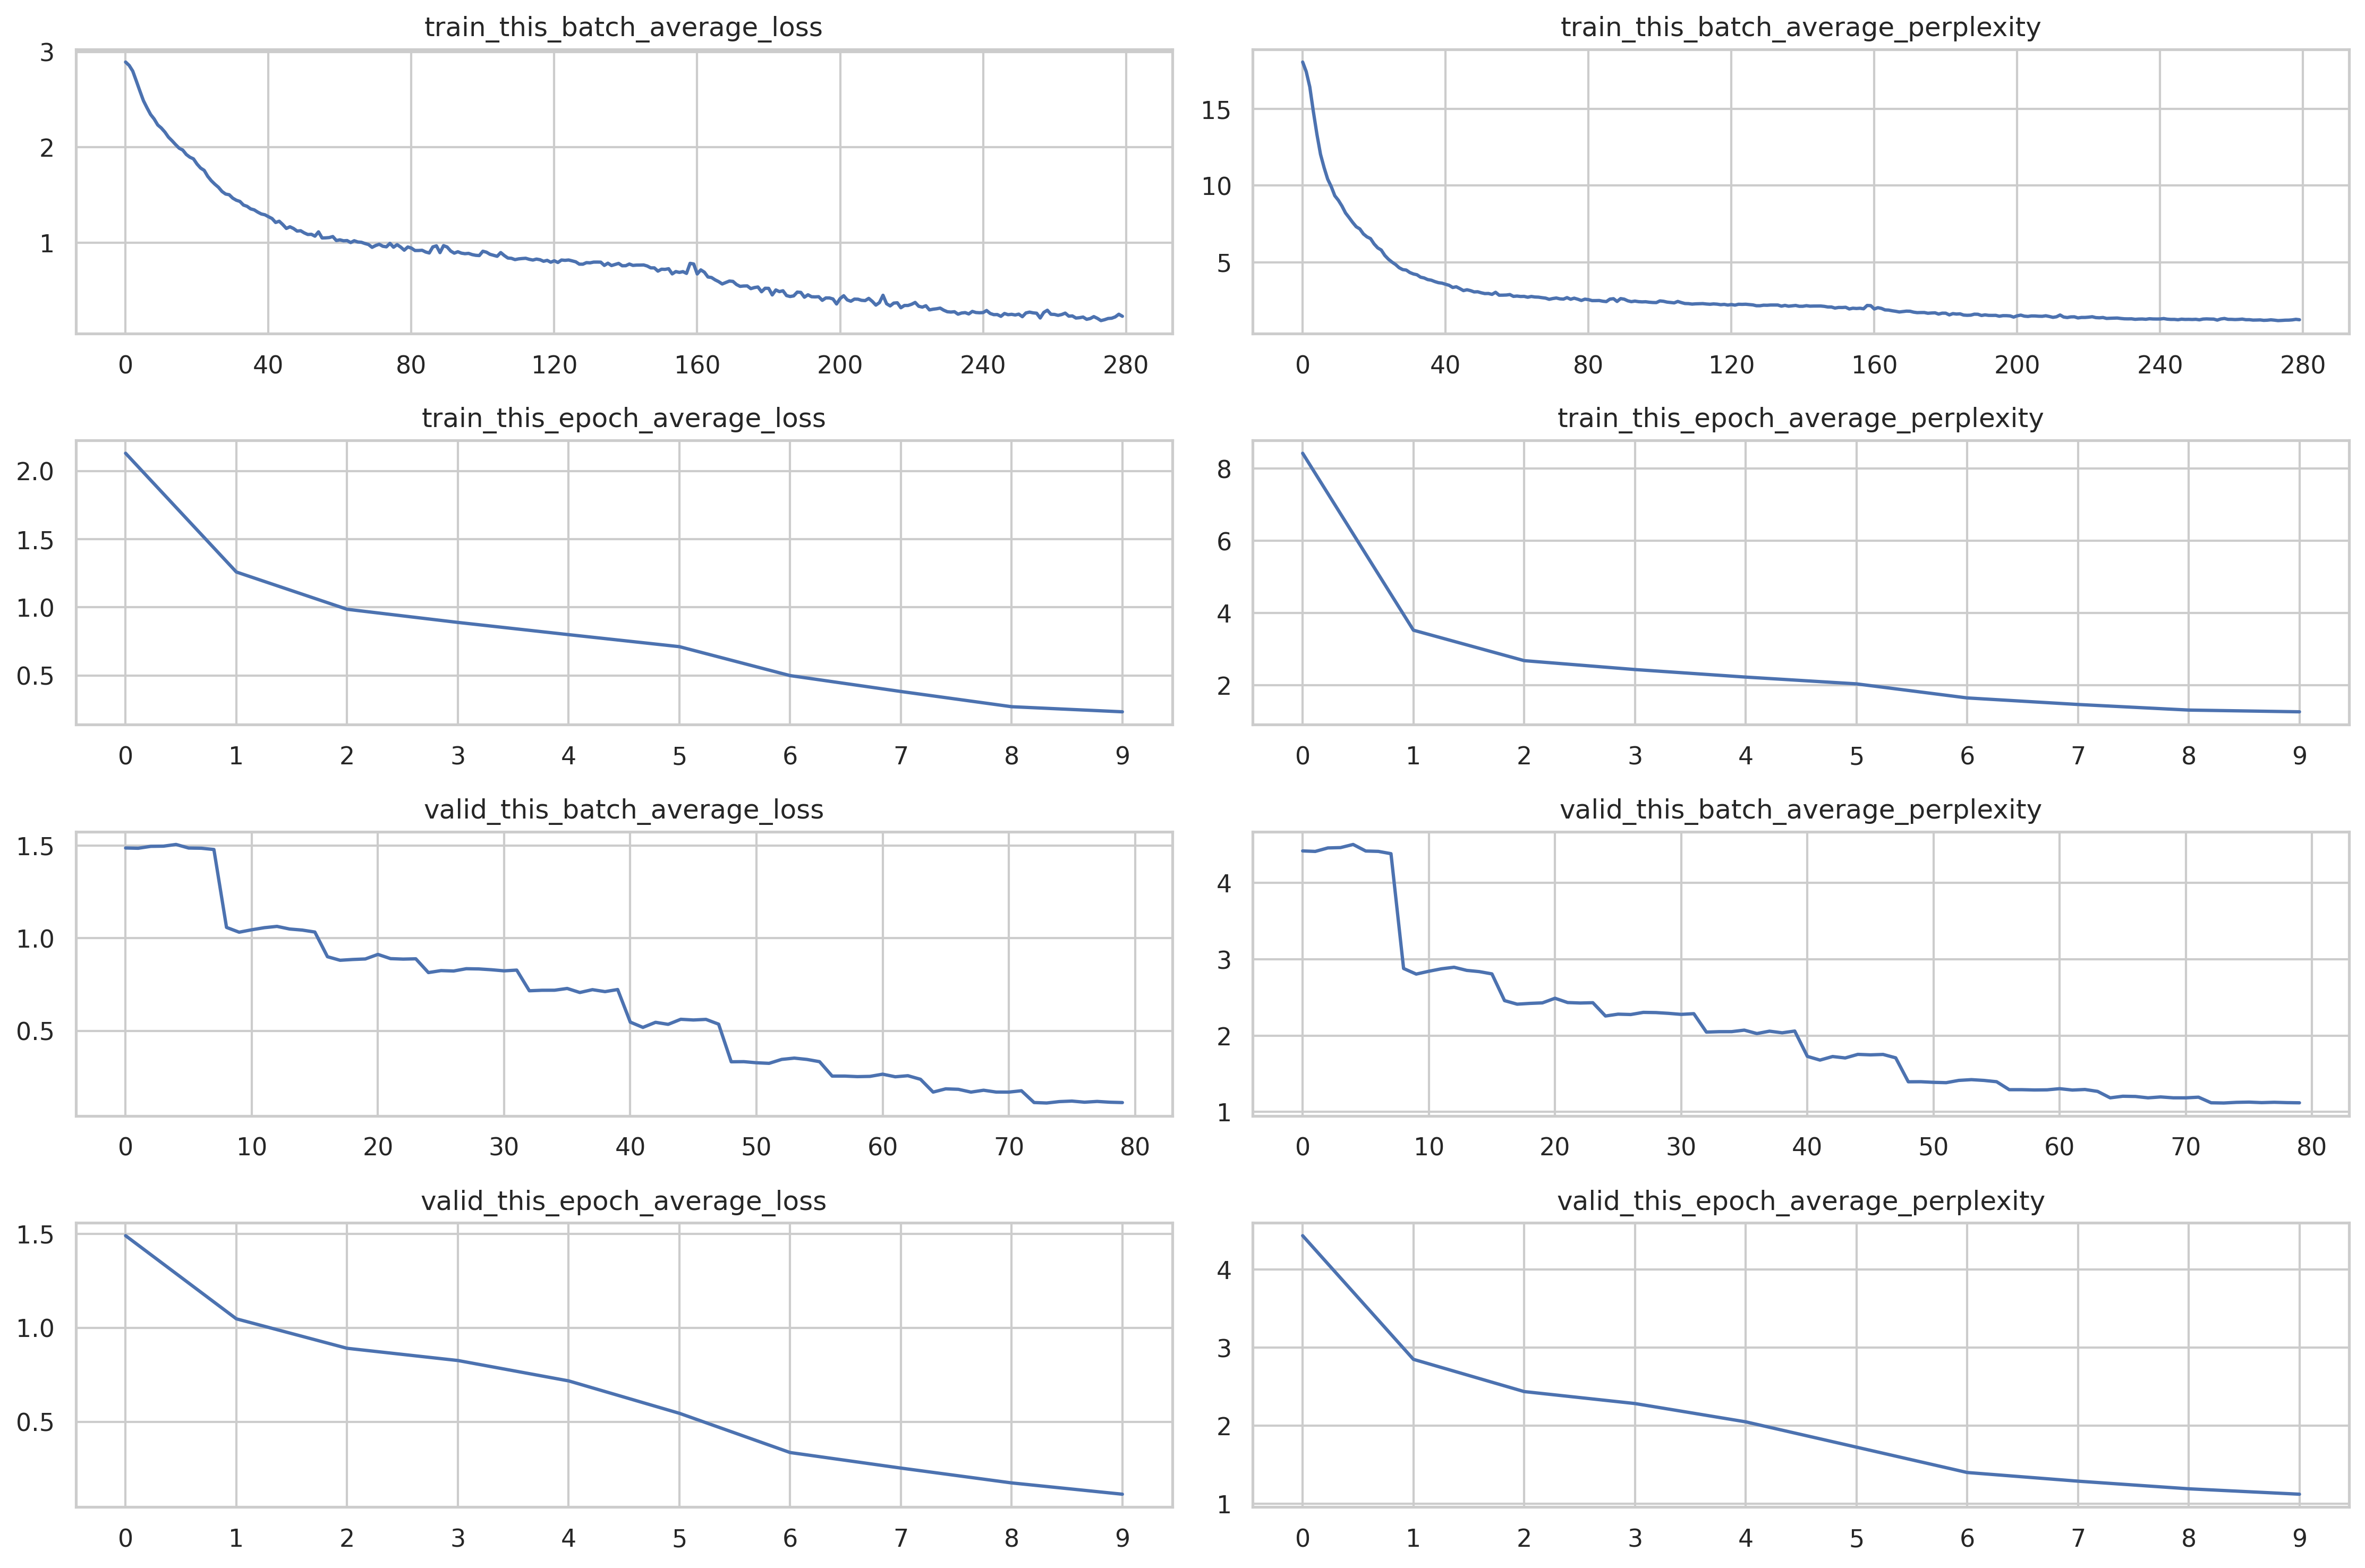 train_this_batch_average_loss
3
2
1
0 40 80 120 160 200 240 280
train_this_batch_average_perplexity
15
10
5
0 40 80 120 160 200 240 280
train_this_epoch_average_loss
2.0
1.5
1.0
0.5
0 1 2 3 4 5 6 7 8 9
train_this_epoch_average_perplexity
8
6
4
2
0 1 2 3 4 5 6 7 8 9
valid_this_batch_average_loss
1.5
1.0
0.5
0 10 20 30 40 50 60 70 80
valid_this_batch_average_perplexity
4
3
2
1
0 10 20 30 40 50 60 70 80
valid_this_epoch_average_loss
1.5
1.0
0.5
0 1 2 3 4 5 6 7 8 9
valid_this_epoch_average_perplexity
4
3
2
1
0 1 2 3 4 5 6 7 8 9